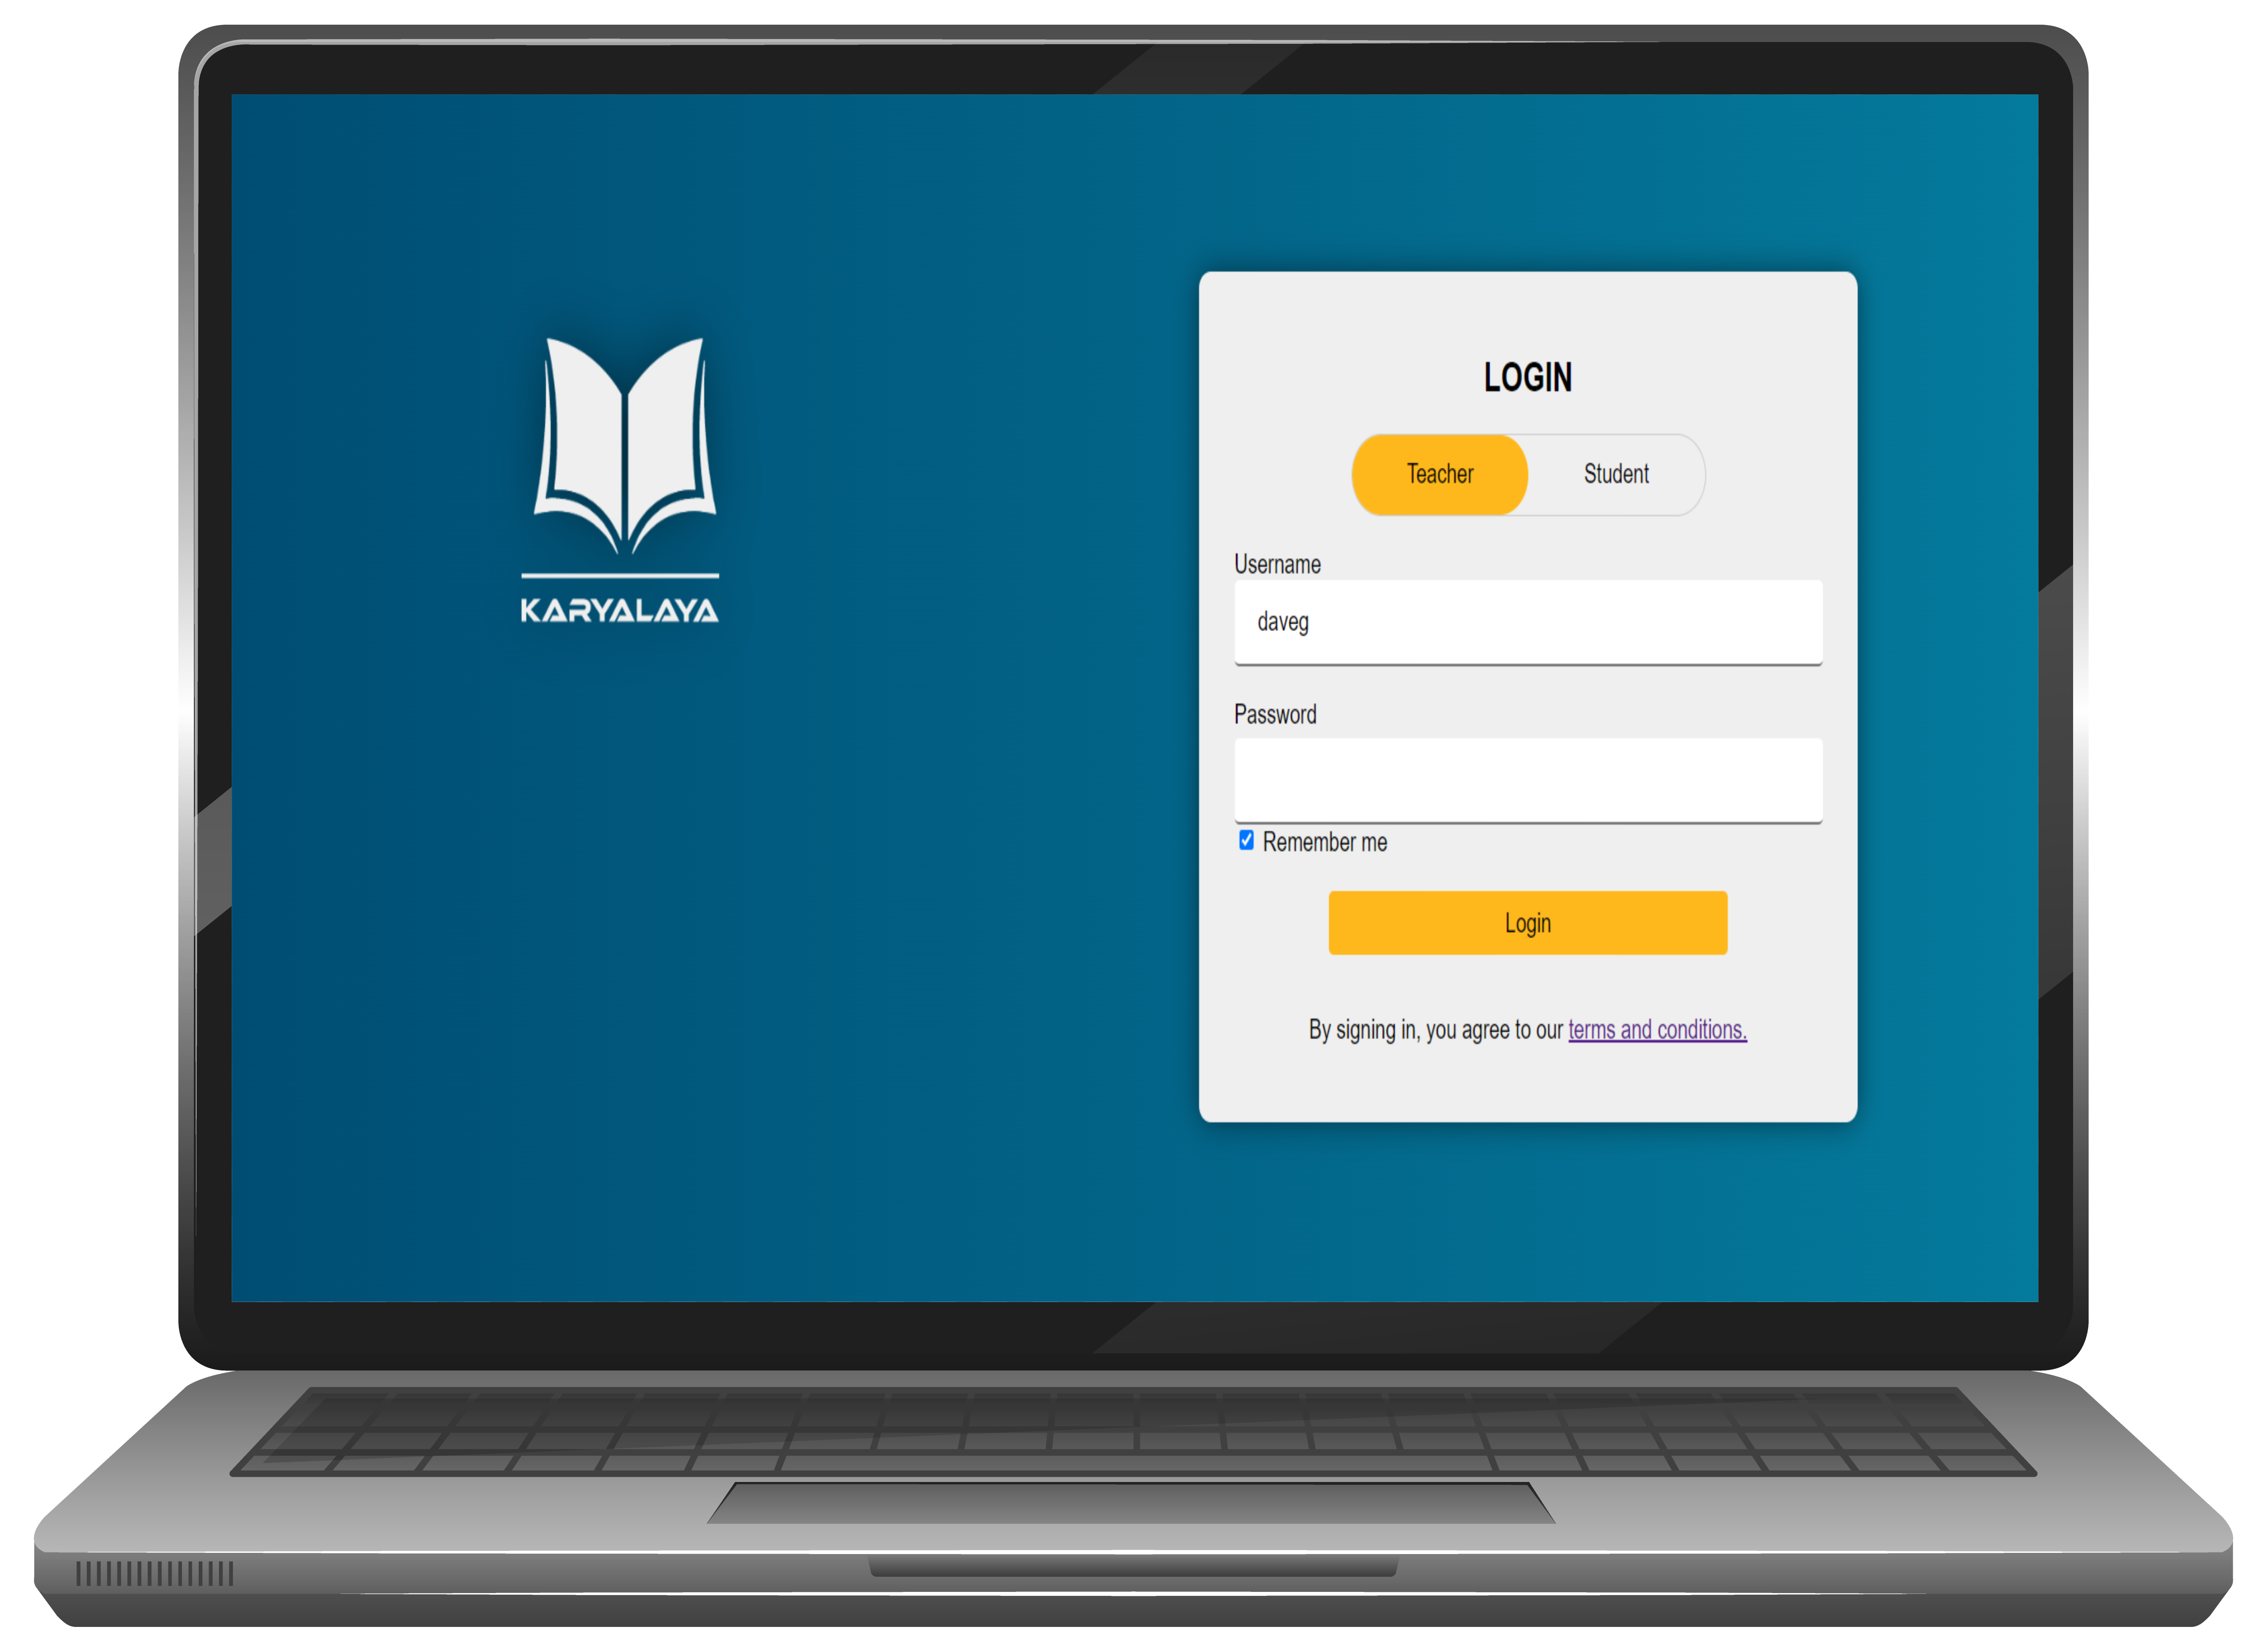 KARYALAYA
LOGIN
Teacher Student
Username
daveg
Password
Remember me
Login
By signing in, you agree to our terms and conditions.